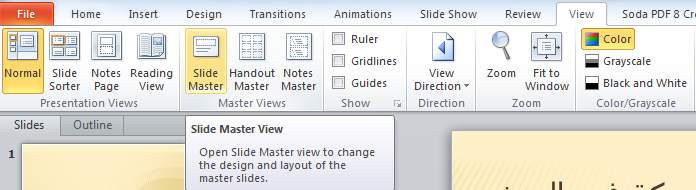 File Home Insert Design Transitions Animations Slide Show Review View Soda PDF 8 Cr
Normal Slide Sorter Notes Page Reading View Slide Master Handout Master Notes Master Ruler View Direction Zoom Fit to Window Color
Gridlines Grayscale
Guides Black and White
Presentation Views Master Views Show Direction Zoom Color/Grayscale
Slides Outline
Slide Master View
1
Open Slide Master view to change
the design and layout of the
master slides.